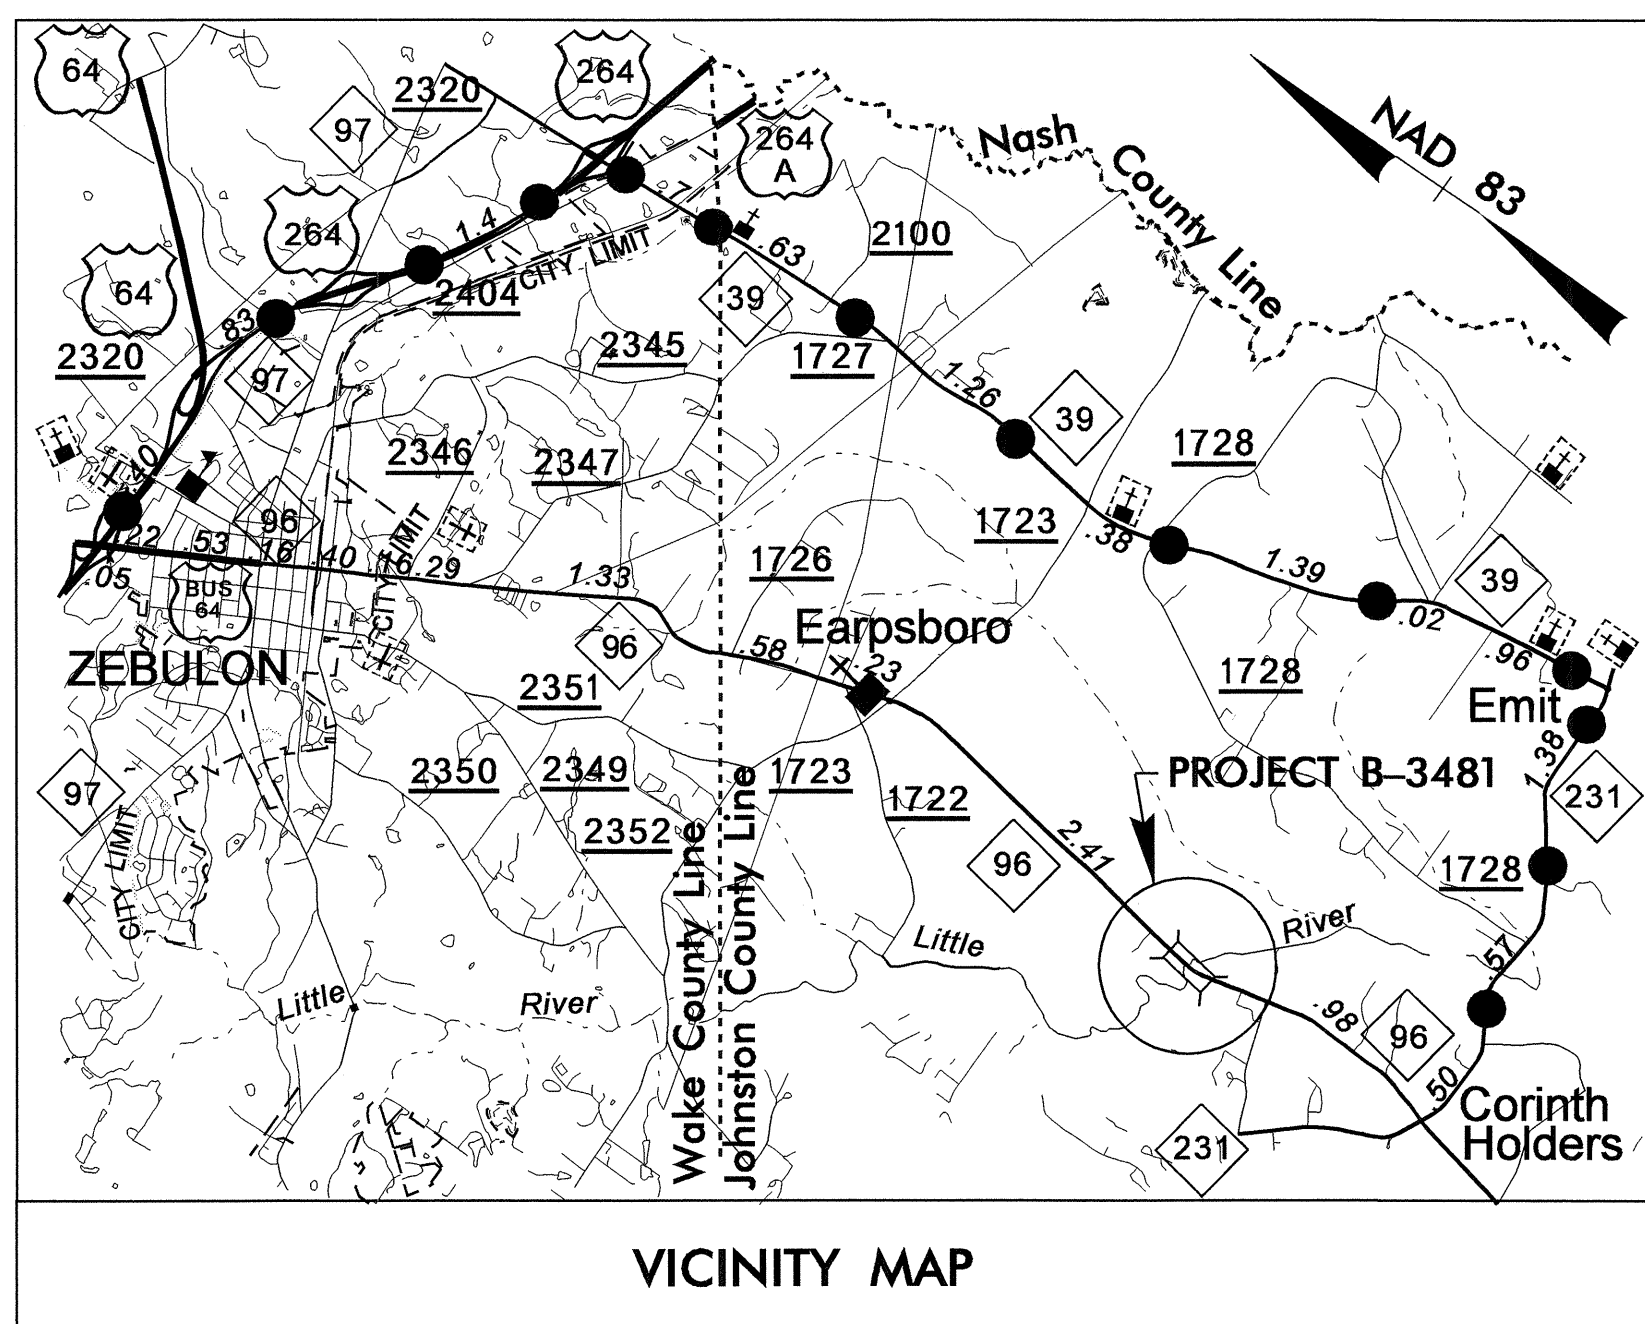 64
264
2320
97
264
A
Nash
County
Line
NAD 83
264
1.4
.7
.63
2100
64
CITY LIMIT
2404
39
.83
2320
97
2345
1727
1.26
39
.40
2346
2347
1728
96
1723
.38
.22
.53
.16
.40
CITY LIMIT
.29
1.33
1726
1.39
39
.05
BUS
64
.02
Earpsboro
96
.58
.23
.96
ZEBULON
2351
1728
Emit
1.38
97
2350
2349
1723
PROJECT B-3481
231
1722
CITY LIMIT
2352
2.41
96
1728
Wake County Line
Johnston County Line
Little
River
.57
Little
River
.98
96
.50
Corinth
Holders
231
VICINITY MAP